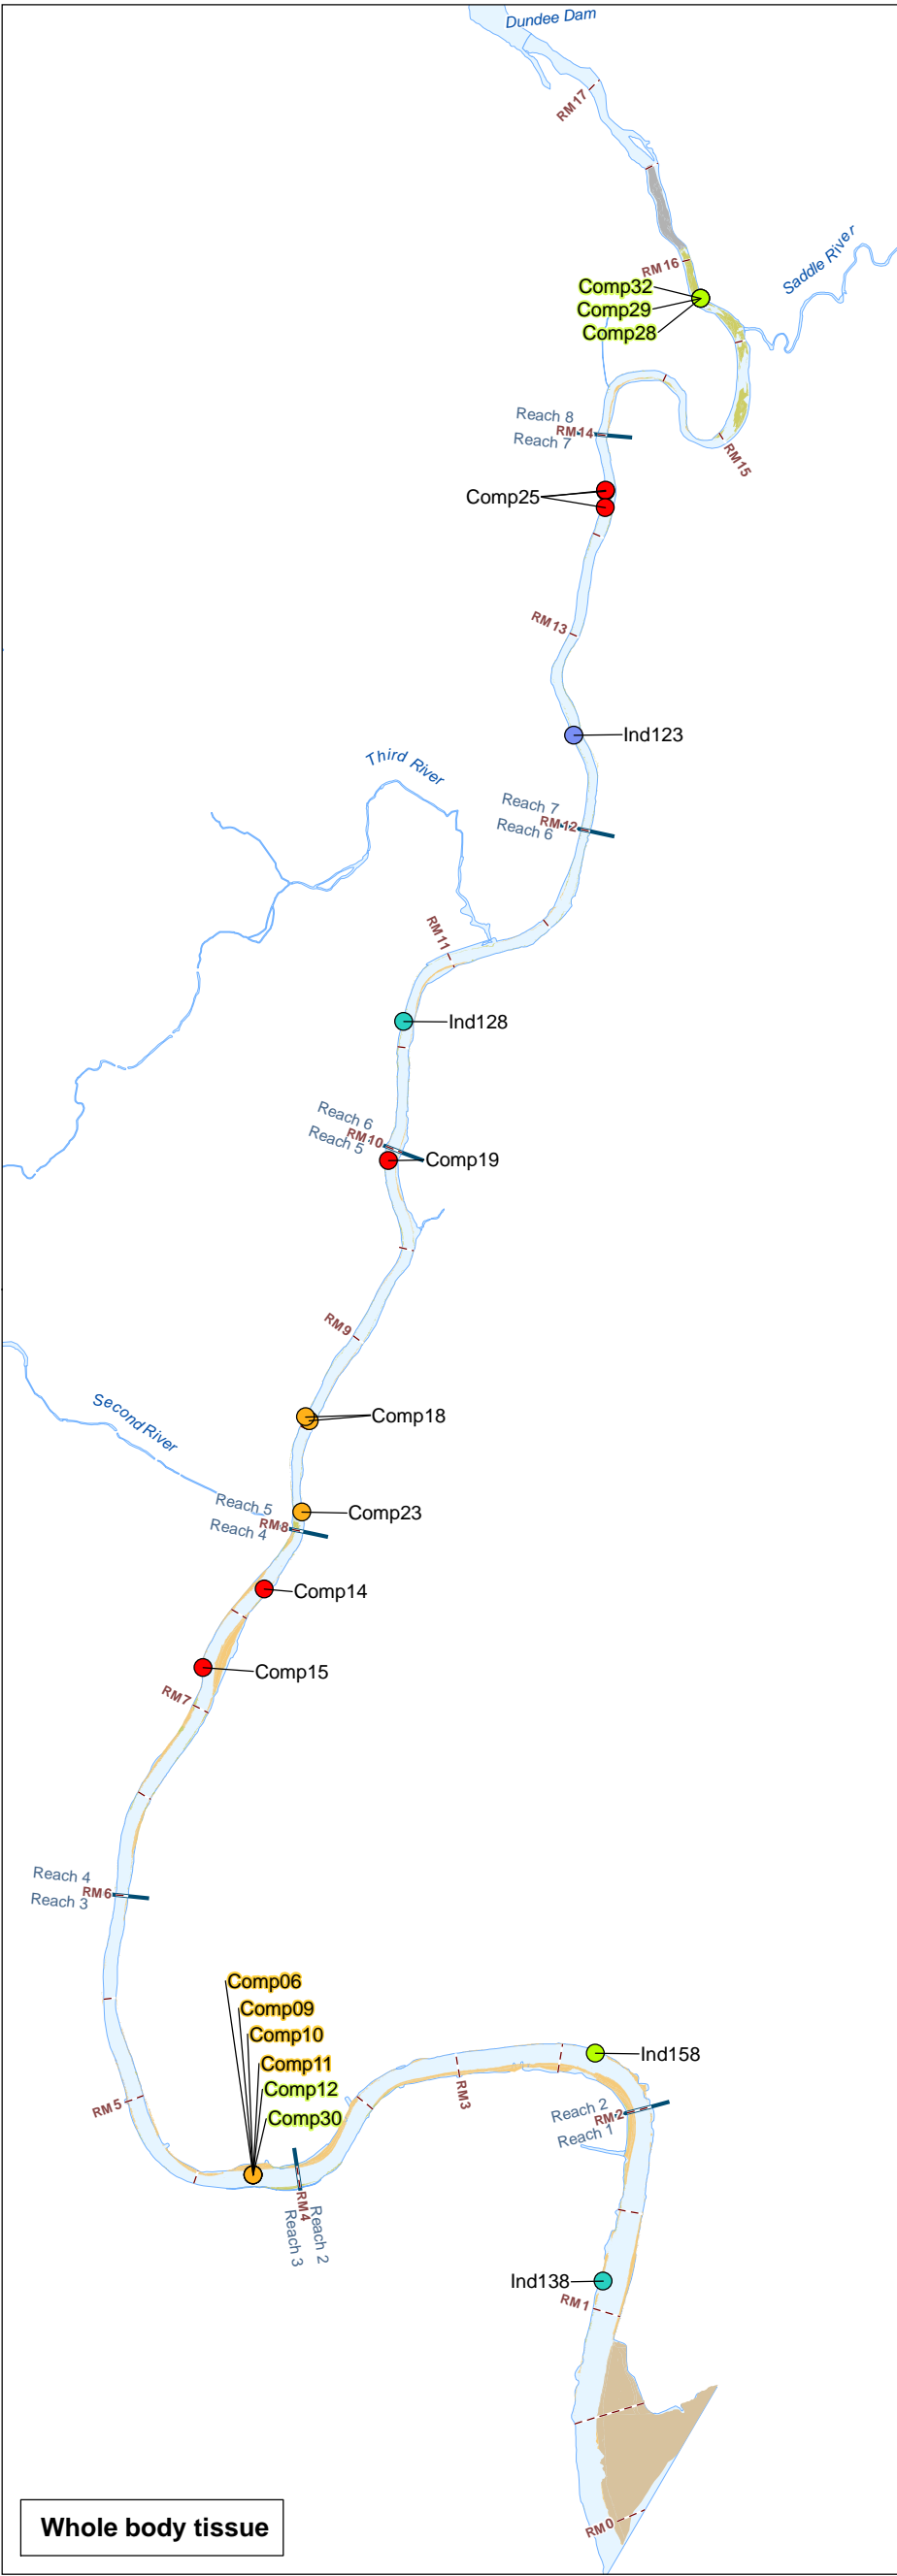 Dundee Dam
RM17
Saddle River
RM16
Comp32
Comp29
Comp28
Reach 8
RM14
Reach 7
RM15
Comp25
RM13
Ind123
Third River
Reach 7
RM12
Reach 6
RM11
Ind128
Reach 6
RM10
Reach 5
Comp19
RM9
Comp18
Second River
Reach 5
Comp23
RM8
Reach 4
Comp14
Comp15
RM7
Reach 4
RM6
Reach 3
Comp06
Comp09
Comp10
Comp11
Comp12
Comp30
Ind158
RM3
RM5
Reach 2
RM2
Reach 1
RM4
Reach 2
Reach 3
Ind138
RM1
RM0
Whole body tissue